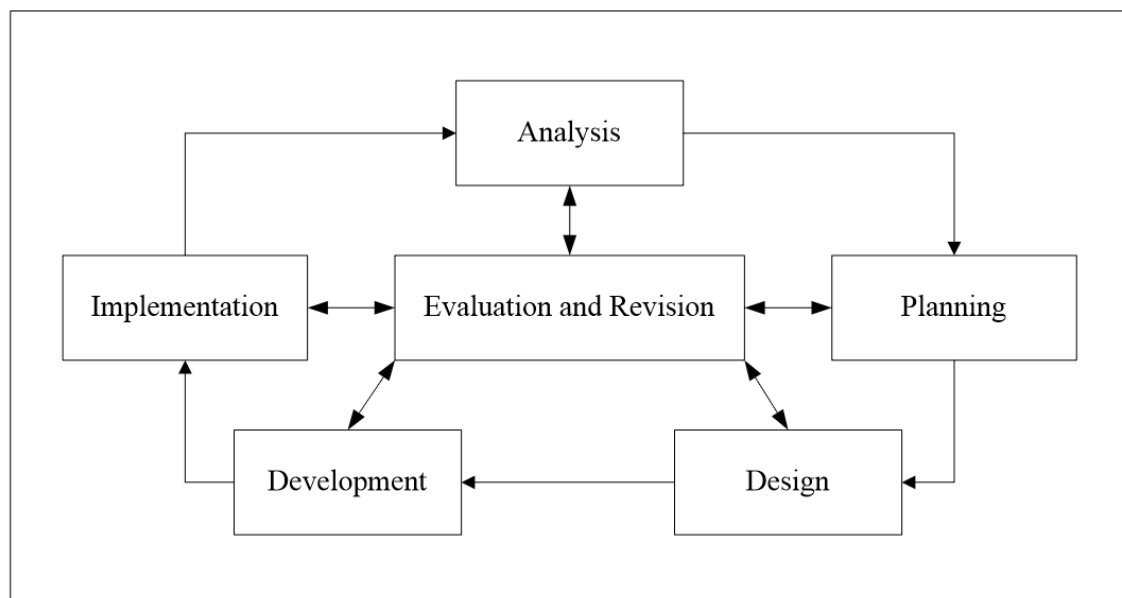 Analysis
Implementation
Evaluation and Revision
Planning
Development
Design